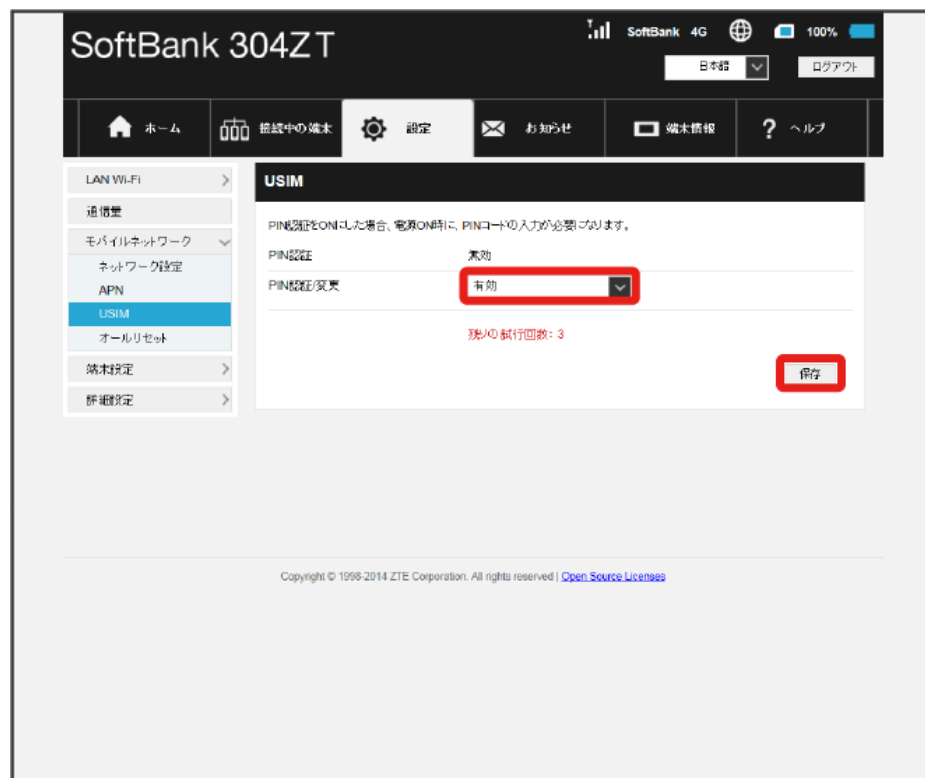 SoftBank 304ZT
SoftBank 4G 100%
日本語 ログアウト
ホーム 接続中の端末 設定 お知らせ 端末情報 ? ヘルプ
LAN Wi-Fi
通信量
モバイルネットワーク
ネットワーク設定
APN
USIM
オールリセット
端末設定
詳細設定
USIM
PIN認証をONにした場合、電源ON時に、PINコードの入力が必要になります。
PIN認証 無効
PIN認証/変更 有効
残りの試行回数: 3
保存
Copyright © 1998-2014 ZTE Corporation. All rights reserved | Open Source Licenses